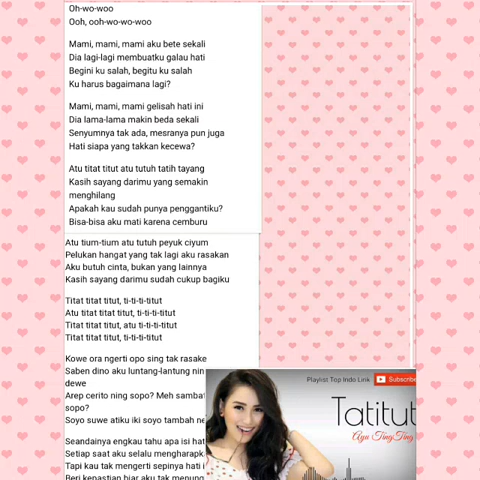 Oh-wo-woo
Ooh, ooh-wo-wo-woo
Mami, mami, mami aku bete sekali
Dia lagi-lagi membuatku galau hati
Begini ku salah, begitu ku salah
Ku harus bagaimana lagi?
Mami, mami, mami gelisah hati ini
Dia lama-lama makin beda sekali
Senyumnya tak ada, mesranya pun juga
Hati siapa yang takkan kecewa?
Atu titat titut atu tutuh tatih tayang
Kasih sayang darimu yang semakin
menghilang
Apakah kau sudah punya penggantiku?
Bisa-bisa aku mati karena cemburu
Atu tium-tium atu tutuh peyuk ciyum
Pelukan hangat yang tak lagi aku rasakan
Aku butuh cinta, bukan yang lainnya
Kasih sayang darimu sudah cukup bagiku
Titat titat titut, ti-ti-ti-titut
Atu titat titat titut, ti-ti-ti-titut
Titat titat titut, atu ti-ti-ti-titut
Titat titat titut, ti-ti-ti-titut
Kowe ora ngerti opo sing tak rasake
Saben dino aku luntang-lantung nin
dewe
Arep cerito ning sopo? Meh sambat
sopo?
Soyo suwe atiku iki soyo tambah ne
Seandainya engkau tahu apa isi hat
Setiap saat aku selalu mengharapk
Tapi kau tak mengerti sepinya hati i
Beri kepastian biar aku tak menung
Playlist Top Indo Lirik
Subscribe
Tatitut
Ayu TingTing